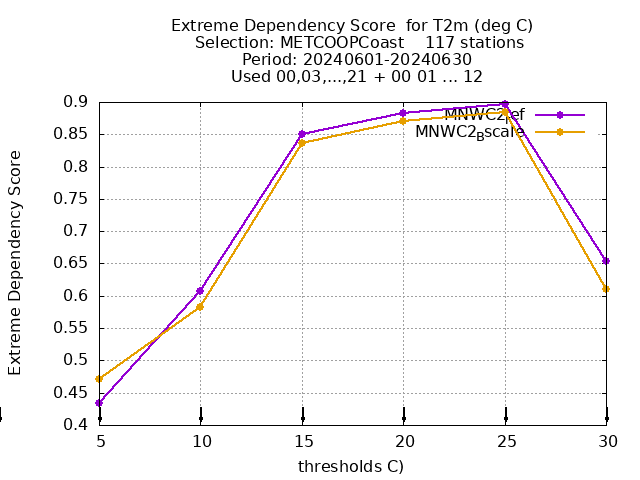 Extreme Dependency Score  for T2m (deg C)
Selection: METCOOPCoast    117 stations
Period: 20240601-20240630
Used 00,03,...,21 + 00 01 ... 12
MNWC2ref
MNWC2_Bscale
Extreme Dependency Score
0.9
0.85
0.8
0.75
0.7
0.65
0.6
0.55
0.5
0.45
0.4
5 10 15 20 25 30
thresholds C)